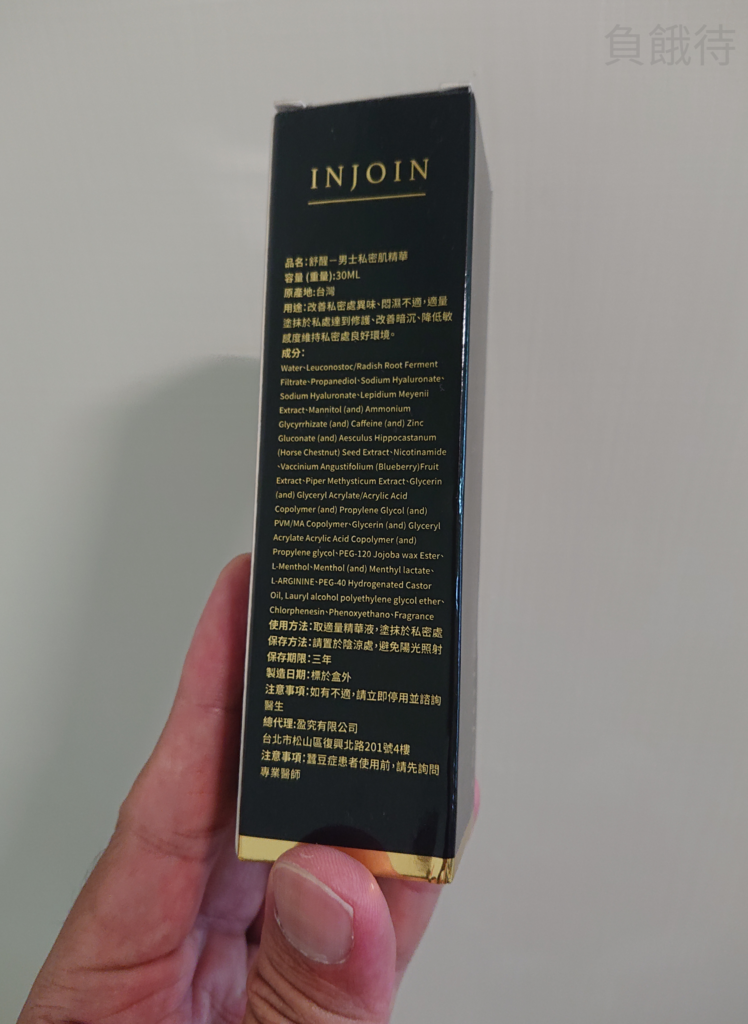 負餓待
INJOIN
品名:舒醒－男士私密肌精華
容量 (重量):30ML
原產地:台灣
用途:改善私密處異味、悶濕不適,適量
塗抹於私處達到修護、改善暗沉、降低敏
感度維持私密處良好環境。
成分:
Water、Leuconostoc/Radish Root Ferment
Filtrate、Propanediol、Sodium Hyaluronate、
Sodium Hyaluronate、Lepidium Meyenii
Extract、Mannitol (and) Ammonium
Glycyrrhizate (and) Caffeine (and) Zinc
Gluconate (and) Aesculus Hippocastanum
(Horse Chestnut) Seed Extract、Nicotinamide
、Vaccinium Angustifolium (Blueberry)Fruit
Extract、Piper Methysticum Extract、Glycerin
(and) Glyceryl Acrylate/Acrylic Acid
Copolymer (and) Propylene Glycol (and)
PVM/MA Copolymer、Glycerin (and) Glyceryl
Acrylate Acrylic Acid Copolymer (and)
Propylene glycol、PEG-120 Jojoba wax Ester、
L-Menthol、Menthol (and) Menthyl lactate、
L-ARGININE、PEG-40 Hydrogenated Castor
Oil, Lauryl alcohol polyethylene glycol ether、
Chlorphenesin、Phenoxyethano、Fragrance
使用方法:取適量精華液,塗抹於私密處
保存方法:請置於陰涼處,避免陽光照射
保存期限:三年
製造日期:標於盒外
注意事項:如有不適,請立即停用並諮詢
醫生
總代理:盈究有限公司
台北市松山區復興北路201號4樓
注意事項:蠶豆症患者使用前,請先詢問
專業醫師